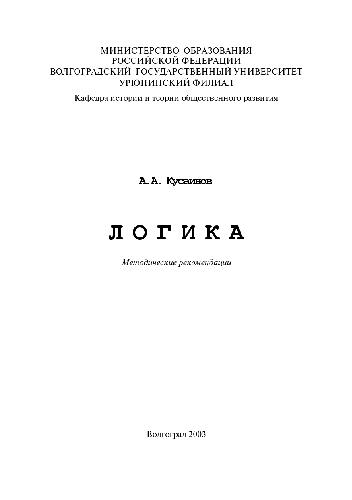 МИНИСТЕРСТВО ОБРАЗОВАНИЯ
РОССИЙСКОЙ ФЕДЕРАЦИИ
ВОЛГОГРАДСКИЙ ГОСУДАРСТВЕННЫЙ УНИВЕРСИТЕТ
УРЮПИНСКИЙ ФИЛИАЛ
Кафедра истории и теории общественного развития
А.А. Кусаинов
ЛОГИКА
Методические рекомендации
Волгоград 2003